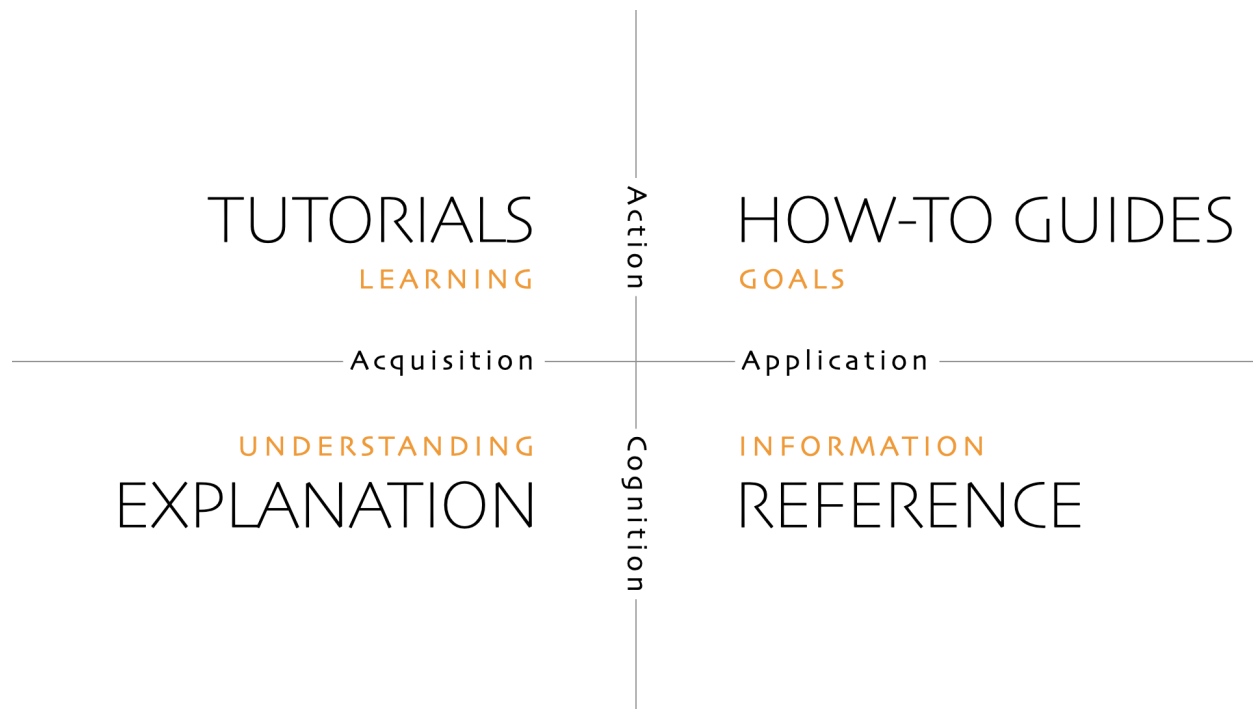 Action
TUTORIALS
LEARNING
HOW-TO GUIDES
GOALS
Acquisition
Application
UNDERSTANDING
EXPLANATION
INFORMATION
REFERENCE
Cognition